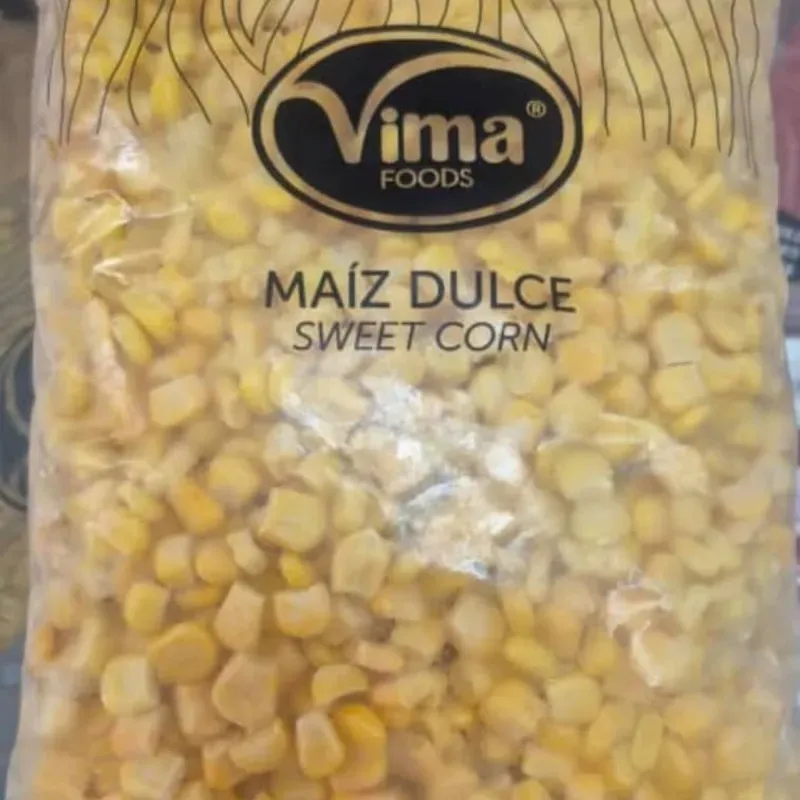 Vima®
FOODS
MAÍZ DULCE
SWEET CORN